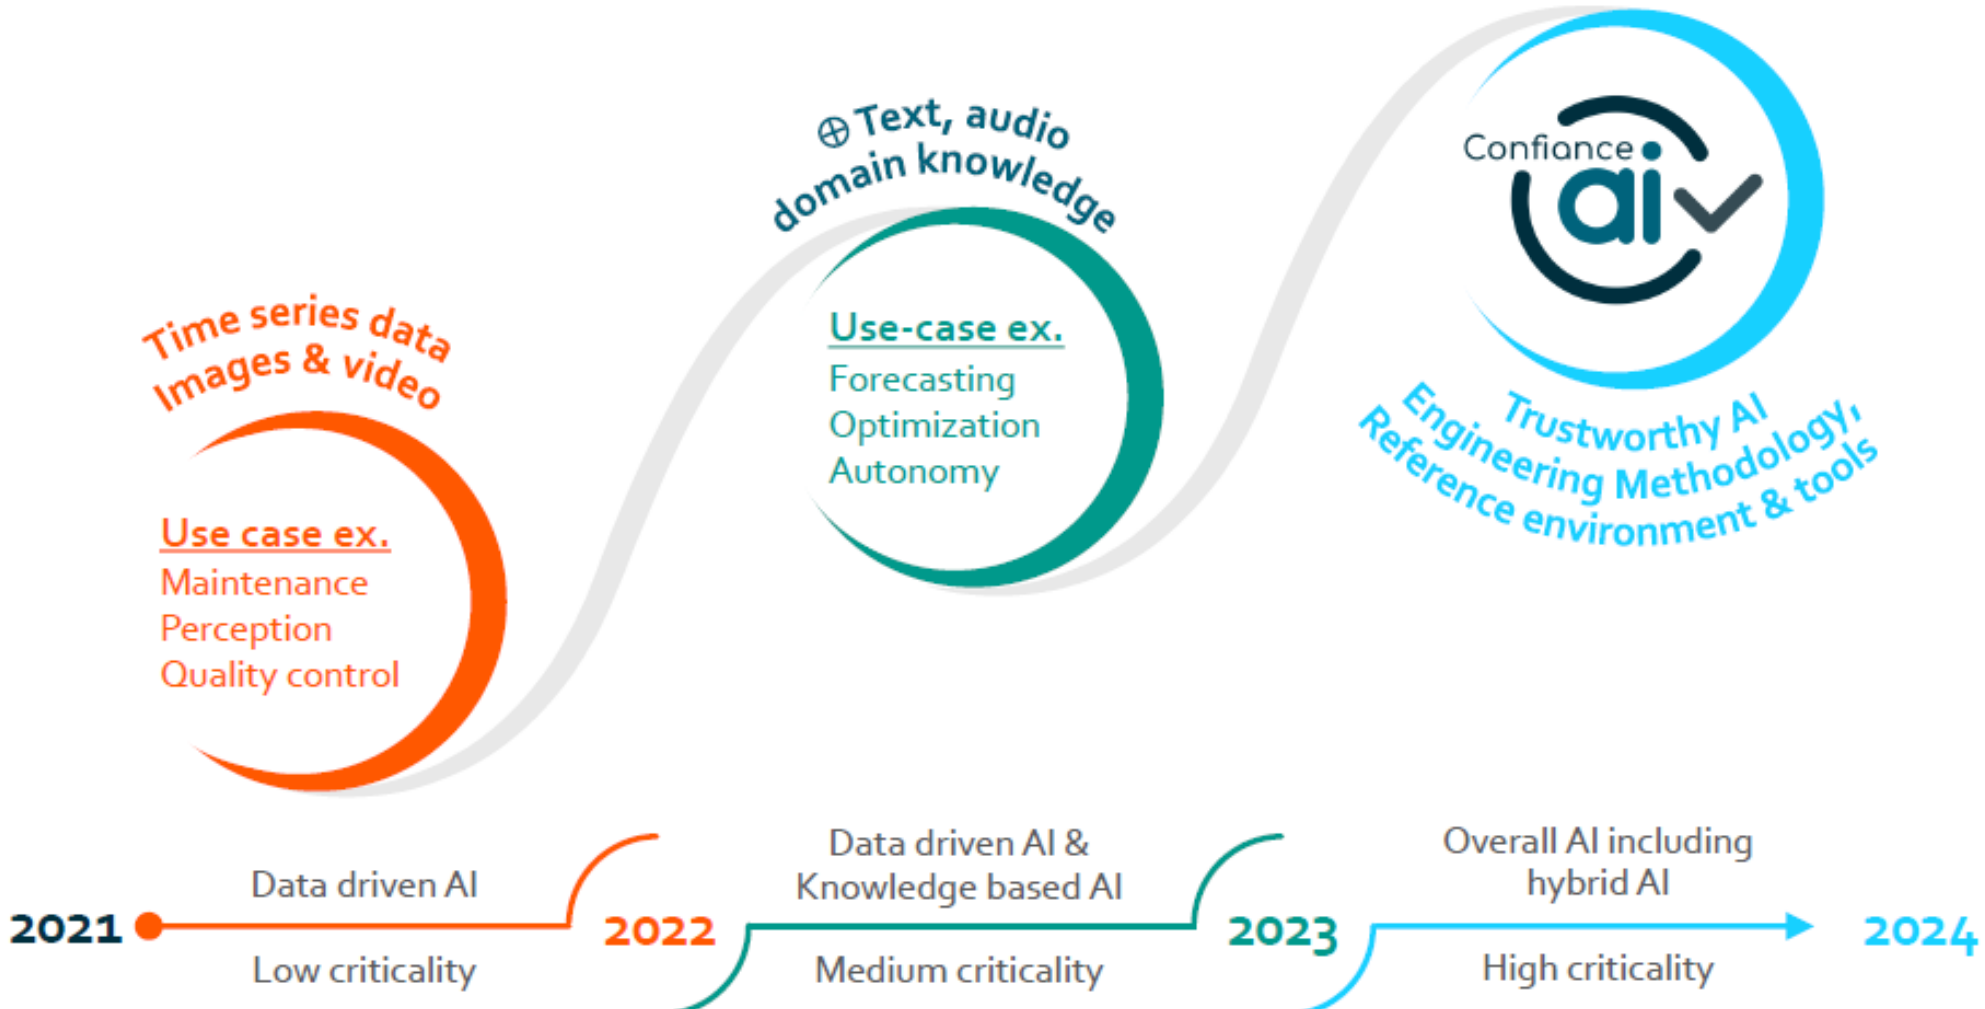 Time series data
Images & video
Use case ex.
Maintenance
Perception
Quality control
⊕ Text, audio
domain knowledge
Use-case ex.
Forecasting
Optimization
Autonomy
Confiance
ai
Trustworthy AI
Engineering Methodology,
Reference environment & tools
2021
Data driven AI
Low criticality
2022
Data driven AI &
Knowledge based AI
Medium criticality
2023
Overall AI including
hybrid AI
High criticality
2024